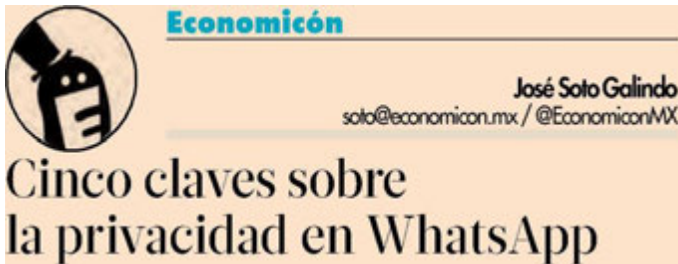 Economicón
José Soto Galindo
soto@economicon.mx / @EconomiconMX
Cinco claves sobre
la privacidad en WhatsApp